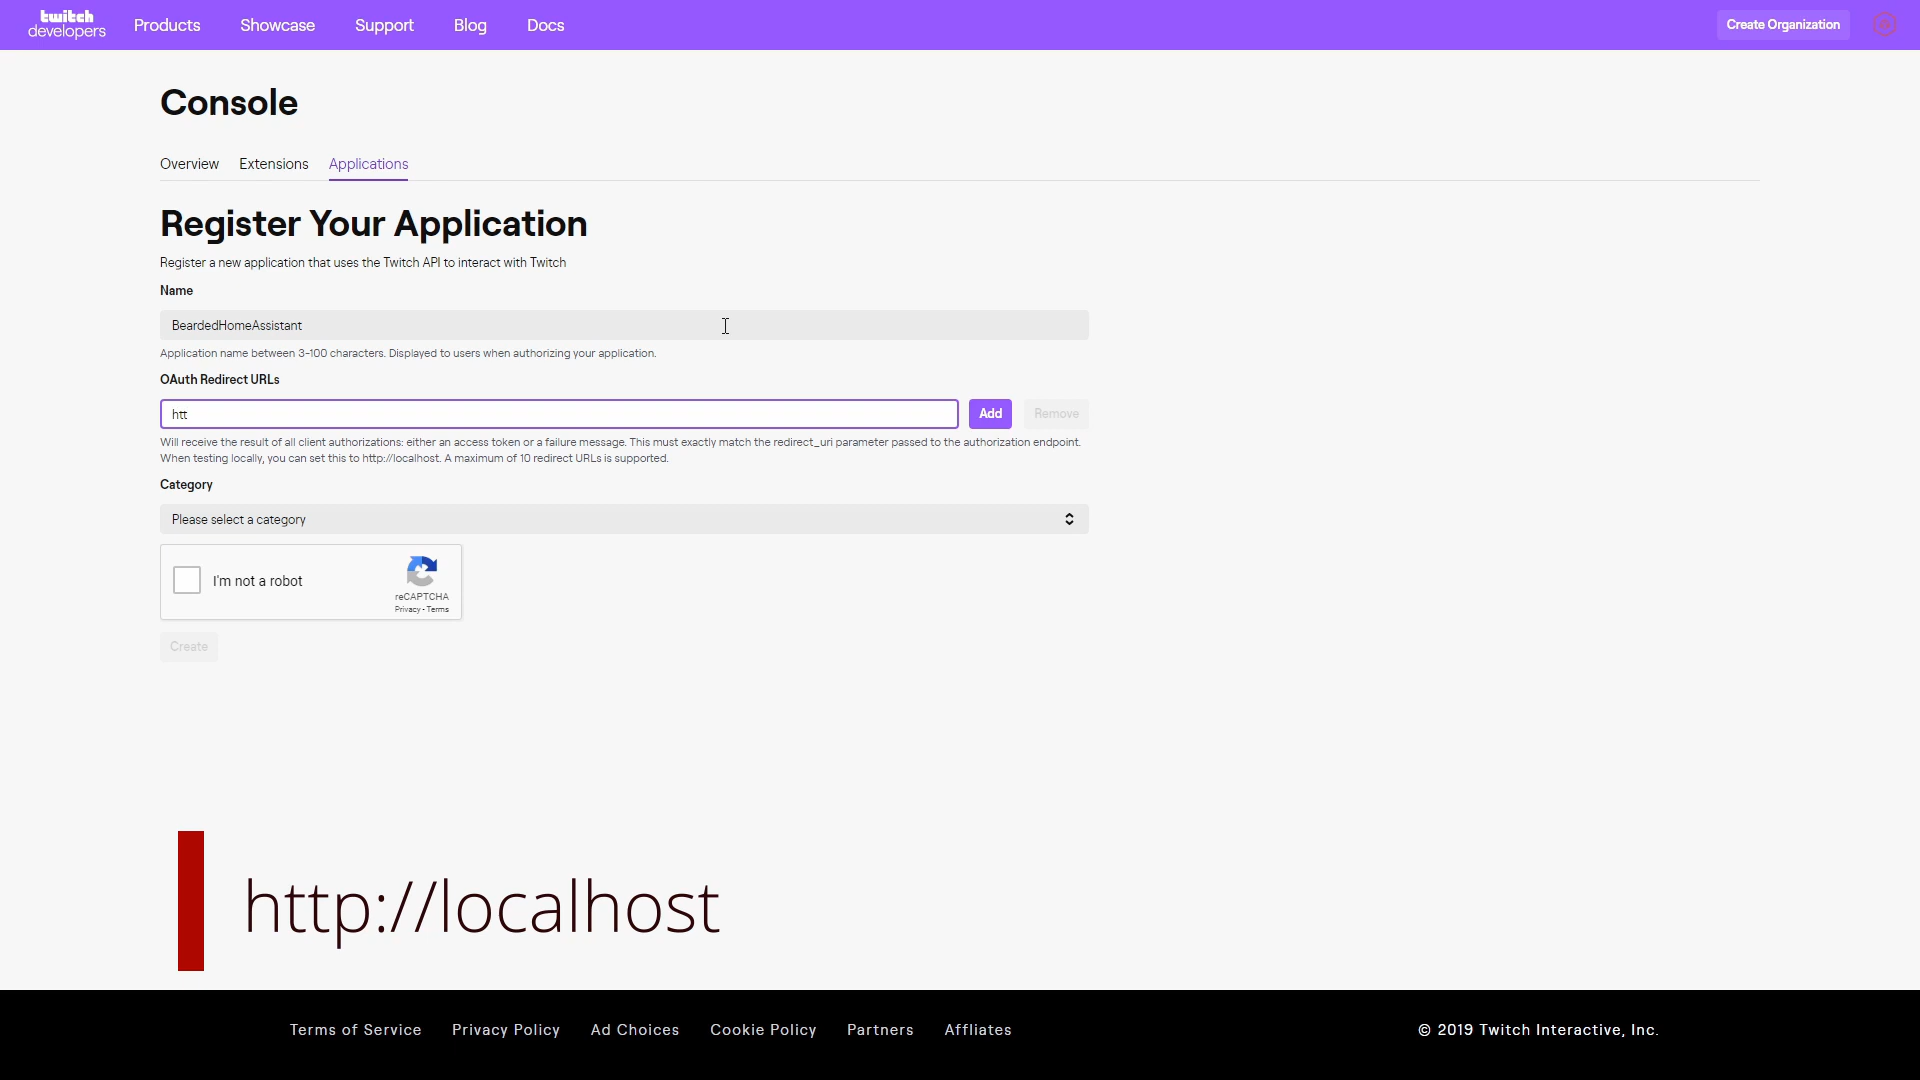 twitch
developers
Products
Showcase
Support
Blog
Docs
Create Organization
Console
Overview
Extensions
Applications
Register Your Application
Register a new application that uses the Twitch API to interact with Twitch
Name
BeardedHomeAssistant
Application name between 3-100 characters. Displayed to users when authorizing your application.
OAuth Redirect URLs
htt
Add
Remove
Will receive the result of all client authorizations: either an access token or a failure message. This must exactly match the redirect_uri parameter passed to the authorization endpoint.
When testing locally, you can set this to http://localhost. A maximum of 10 redirect URLs is supported.
Category
Please select a category
I'm not a robot
reCAPTCHA
Privacy - Terms
Create
http://localhost
Terms of Service
Privacy Policy
Ad Choices
Cookie Policy
Partners
Affliates
© 2019 Twitch Interactive, Inc.